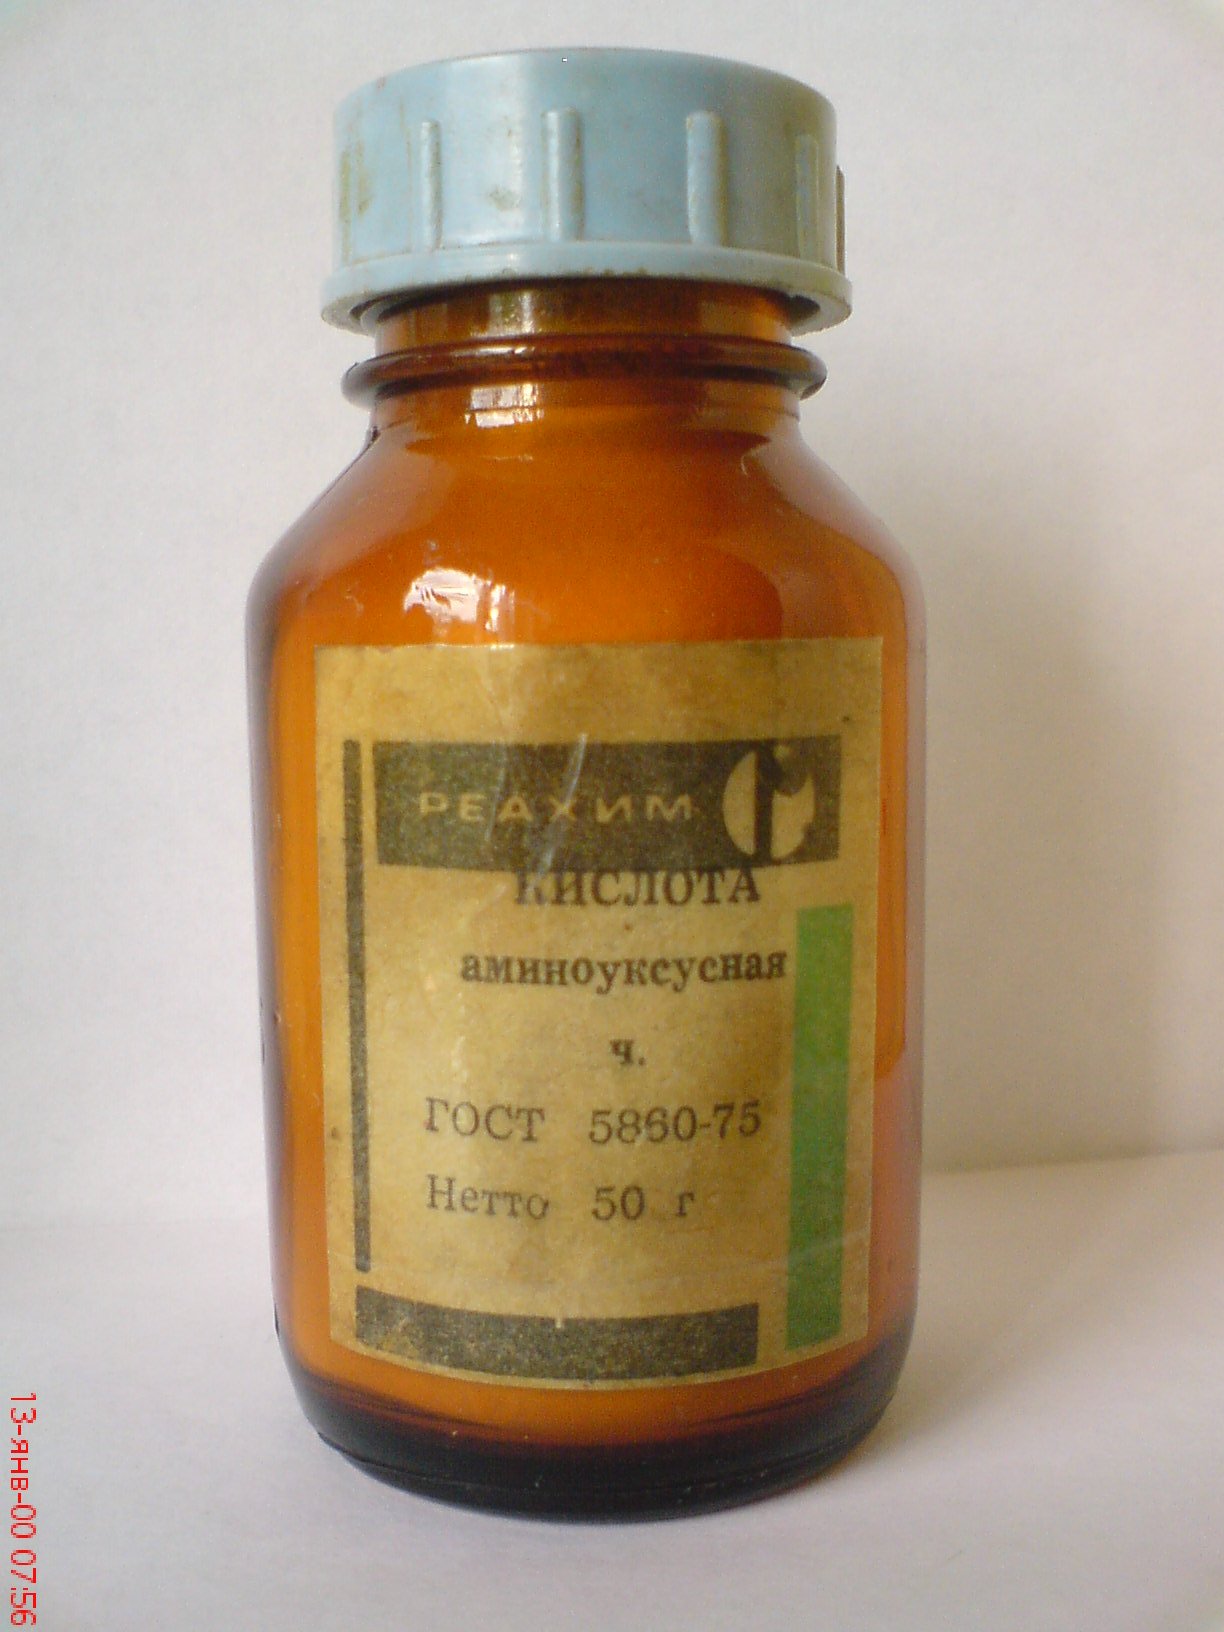 РЕАХИМ
КИСЛОТА
аминоуксусная
ч.
ГОСТ 5860-75
Нетто 50 г
13-янв-00 07:56